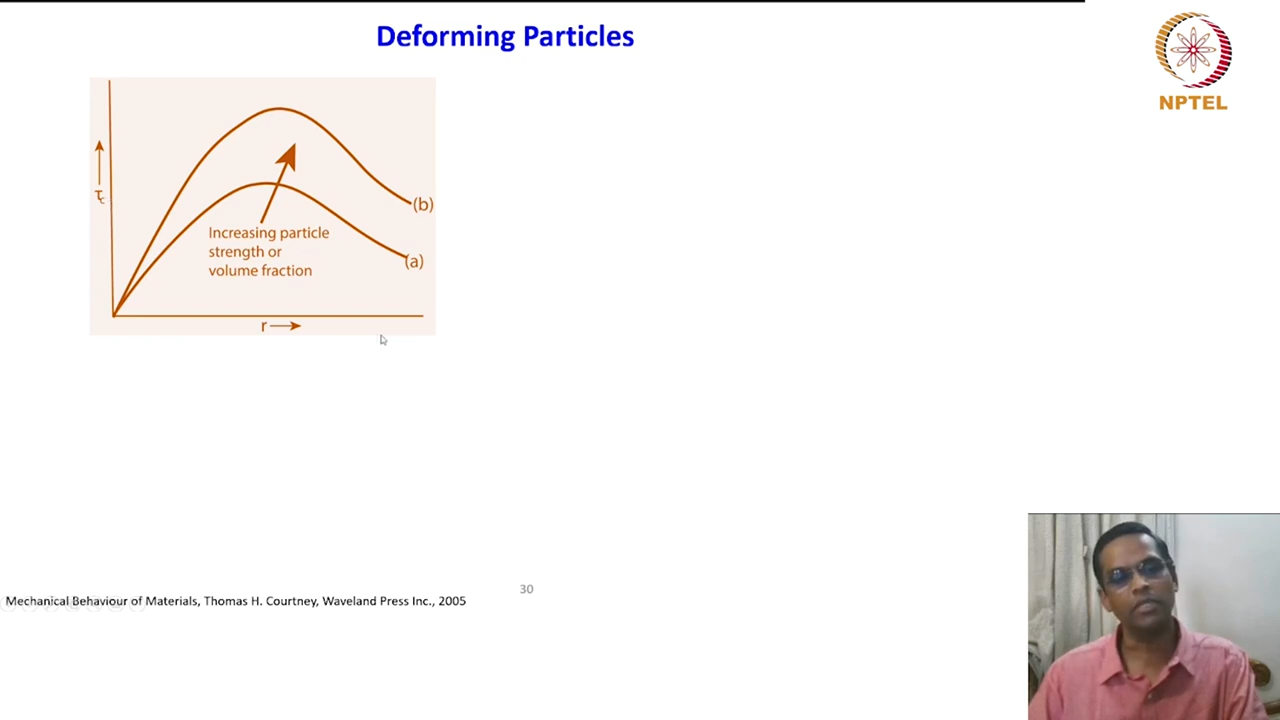 Deforming Particles
NPTEL
τc
(b)
Increasing particle
strength or
volume fraction
(a)
r
30
Mechanical Behaviour of Materials, Thomas H. Courtney, Waveland Press Inc., 2005